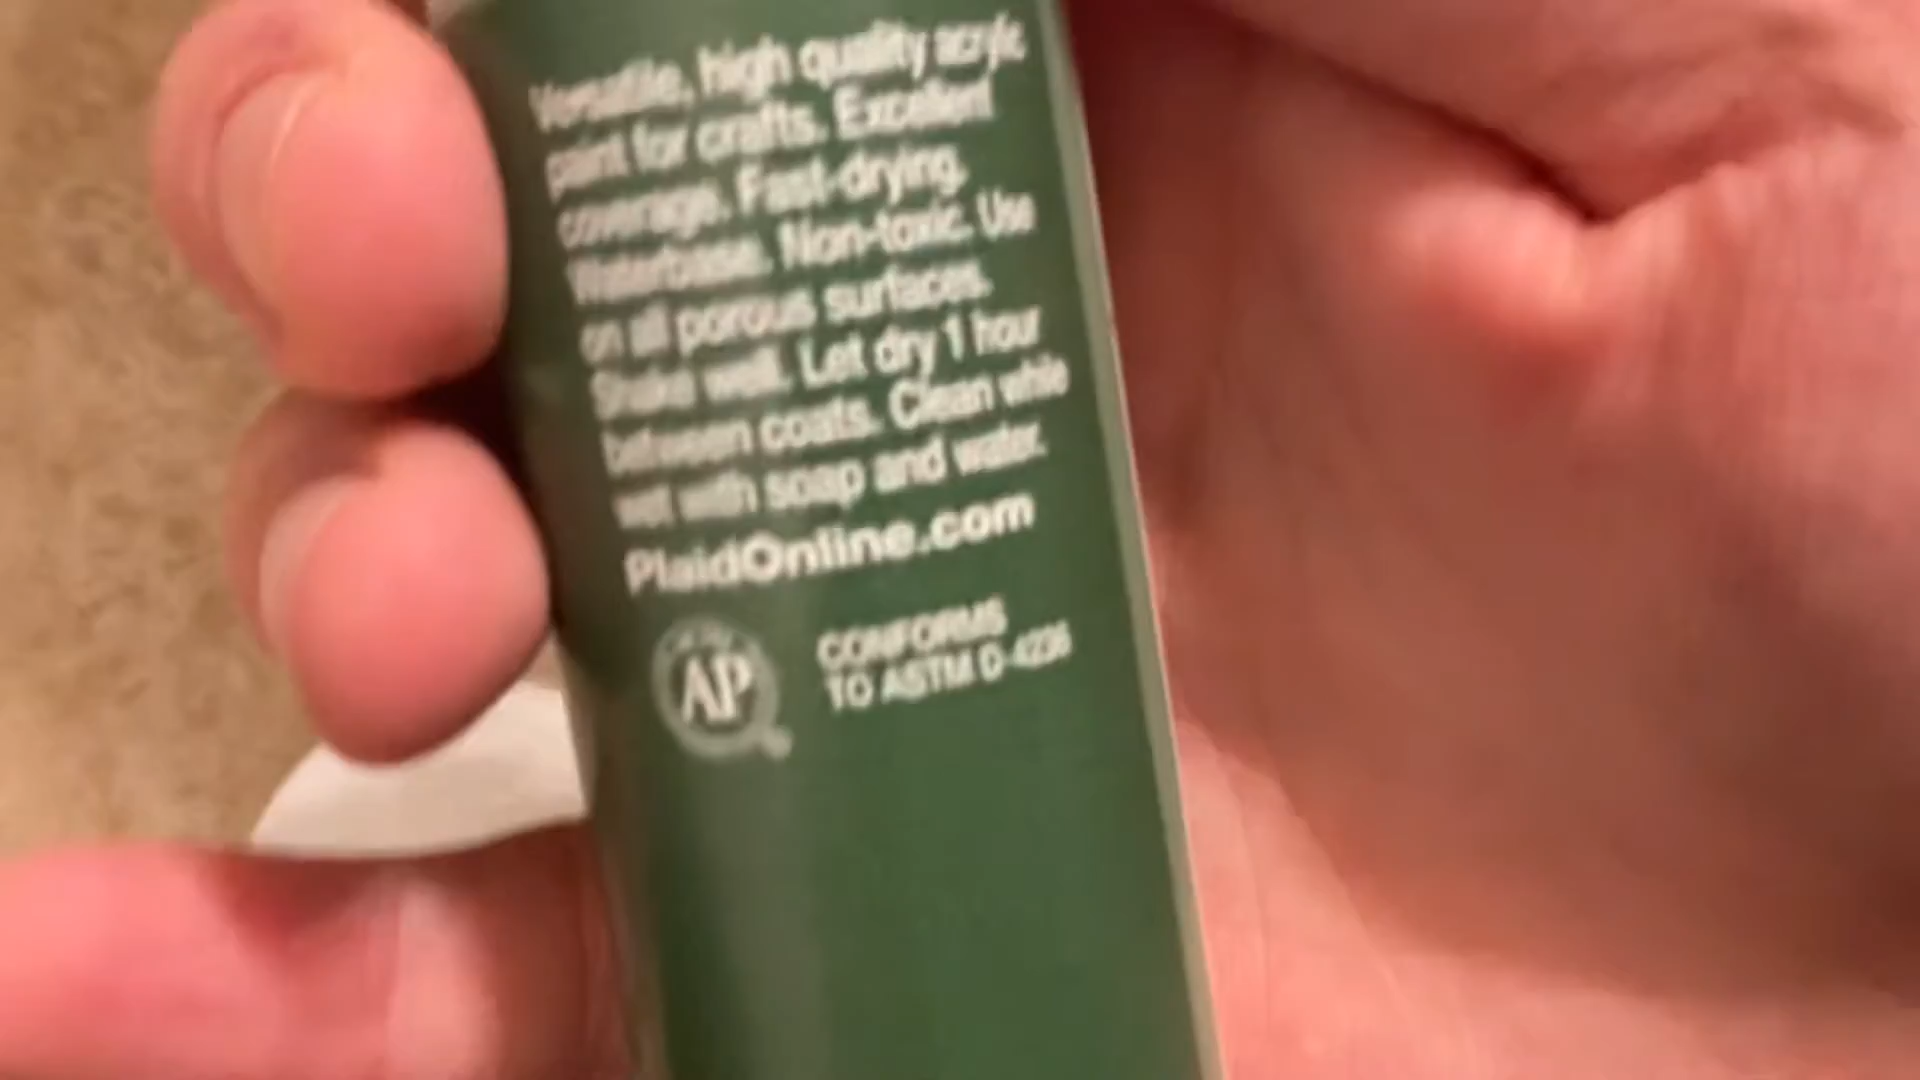 Versatile, high quality acrylic
paint for crafts. Excellent
coverage. Fast-drying.
Waterbase. Non-toxic. Use
on all porous surfaces.
Shake well. Let dry 1 hour
between coats. Clean while
wet with soap and water.
PlaidOnline.com
AP
CONFORMS
TO ASTM D-4236